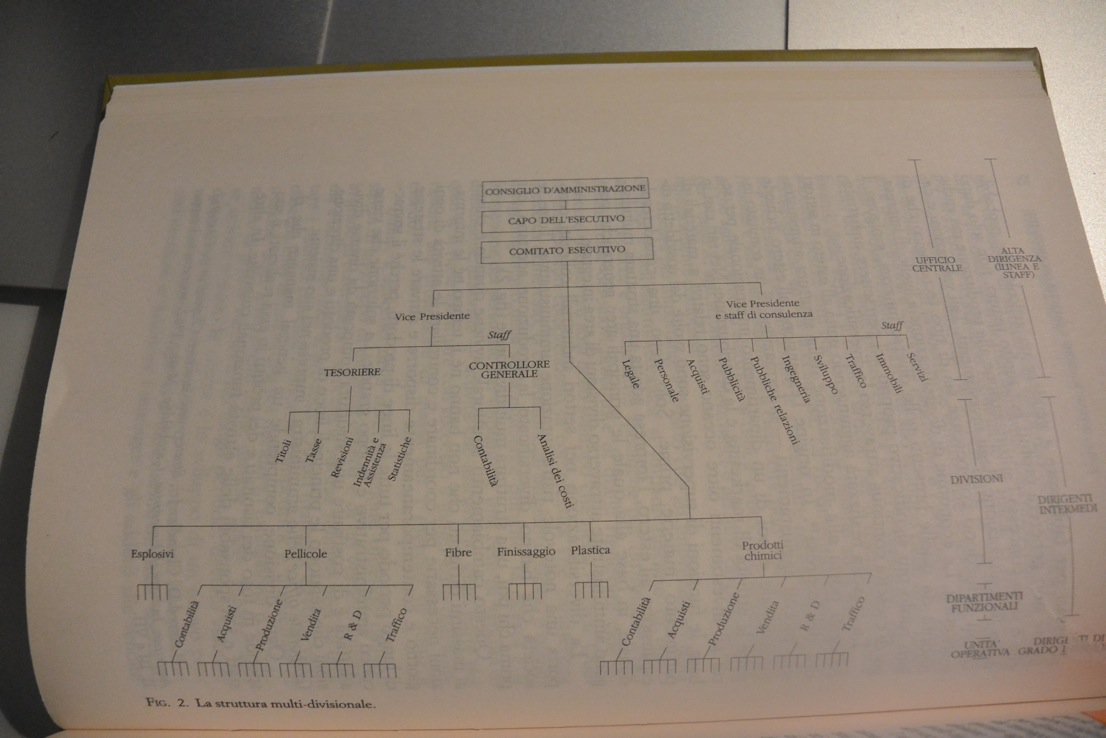 CONSIGLIO D'AMMINISTRAZIONE
CAPO DELL'ESECUTIVO
COMITATO ESECUTIVO
UFFICIO
CENTRALE
ALTA
DIRIGENZA
(LINEA E
STAFF)
Vice Presidente
Vice Presidente
e staff di consulenza
Staff
Staff
TESORIERE
CONTROLLORE
GENERALE
Legale
Personale
Acquisti
Pubblicità
Pubbliche relazioni
Ingegneria
Sviluppo
Traffico
Immobili
Servizi
Titoli
Tasse
Revisioni
Indennità e
Assistenza
Statistiche
Contabilità
Analisi dei costi
DIVISIONI
DIRIGENTI
INTERMEDI
Esplosivi
Pellicole
Fibre
Finissaggio
Plastica
Prodotti
chimici
Contabilità
Acquisti
Produzione
Vendita
R & D
Traffico
Contabilità
Acquisti
Produzione
Vendita
R & D
Traffico
DIPARTIMENTI
FUNZIONALI
UNITA'
OPERATIVA
DI
GRADO
FIG. 2. La struttura multi-divisionale.